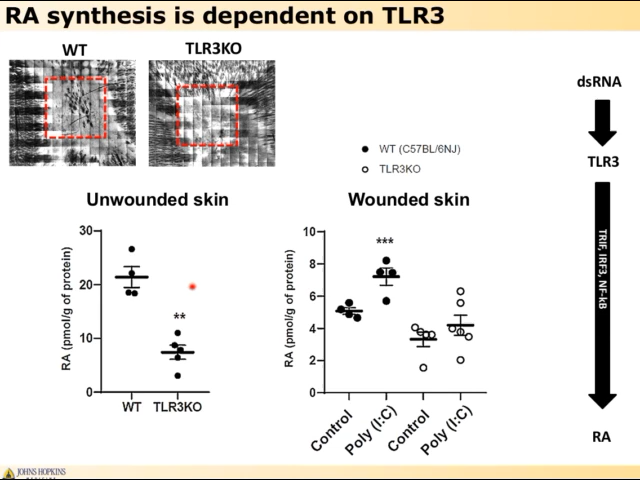 RA synthesis is dependent on TLR3
WT
TLR3KO
dsRNA
TLR3
TRIF, IRF3, NF-kB
RA
WT (C57BL/6NJ)
TLR3KO
Unwounded skin
RA (pmol/g of protein)
30
20
10
0
**
WT
TLR3KO
Wounded skin
RA (pmol/g of protein)
10
8
6
4
2
0
***
Control
Poly (I:C)
Control
Poly (I:C)
JOHNS HOPKINS